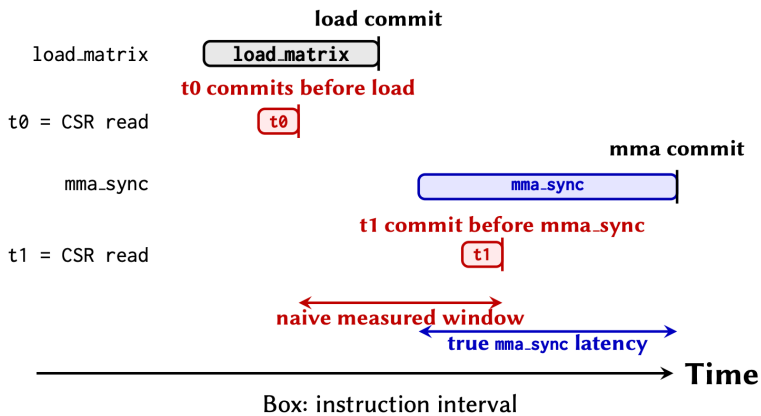 load commit
load_matrix
load_matrix
t0 commits before load
t0 = CSR read
t0
mma commit
mma_sync
mma_sync
t1 commit before mma_sync
t1 = CSR read
t1
naive measured window
true mma_sync latency
Time
Box: instruction interval